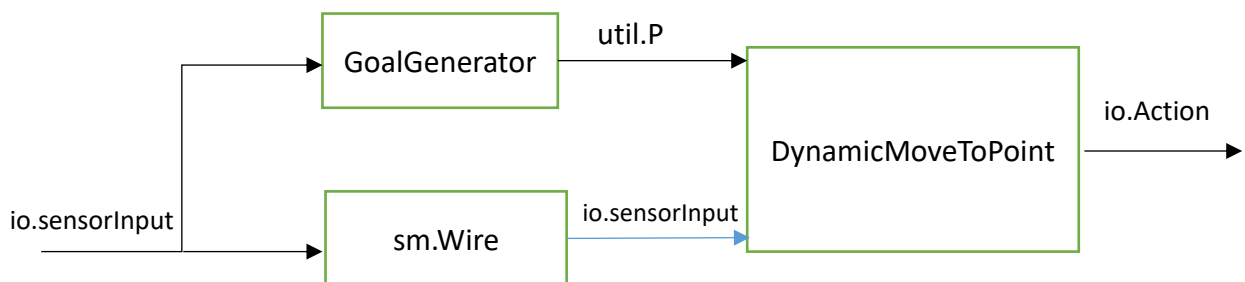 util.P
GoalGenerator
io.Action
DynamicMoveToPoint
io.sensorInput
io.sensorInput
sm.Wire